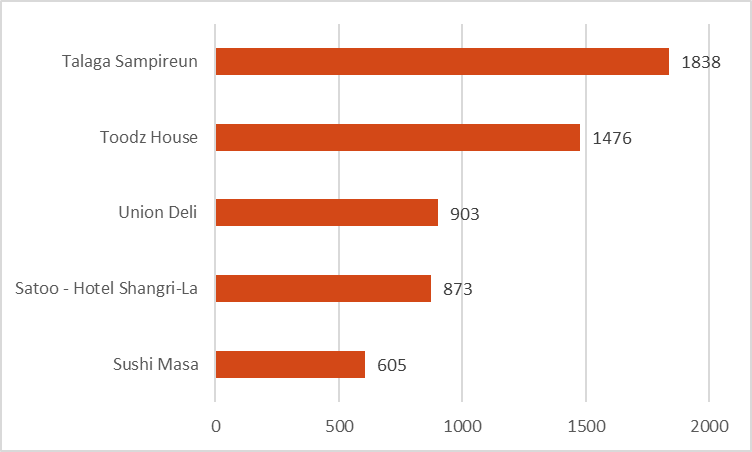 Talaga Sampireun 1838
Toodz House 1476
Union Deli 903
Satoo - Hotel Shangri-La 873
Sushi Masa 605
0 500 1000 1500 2000